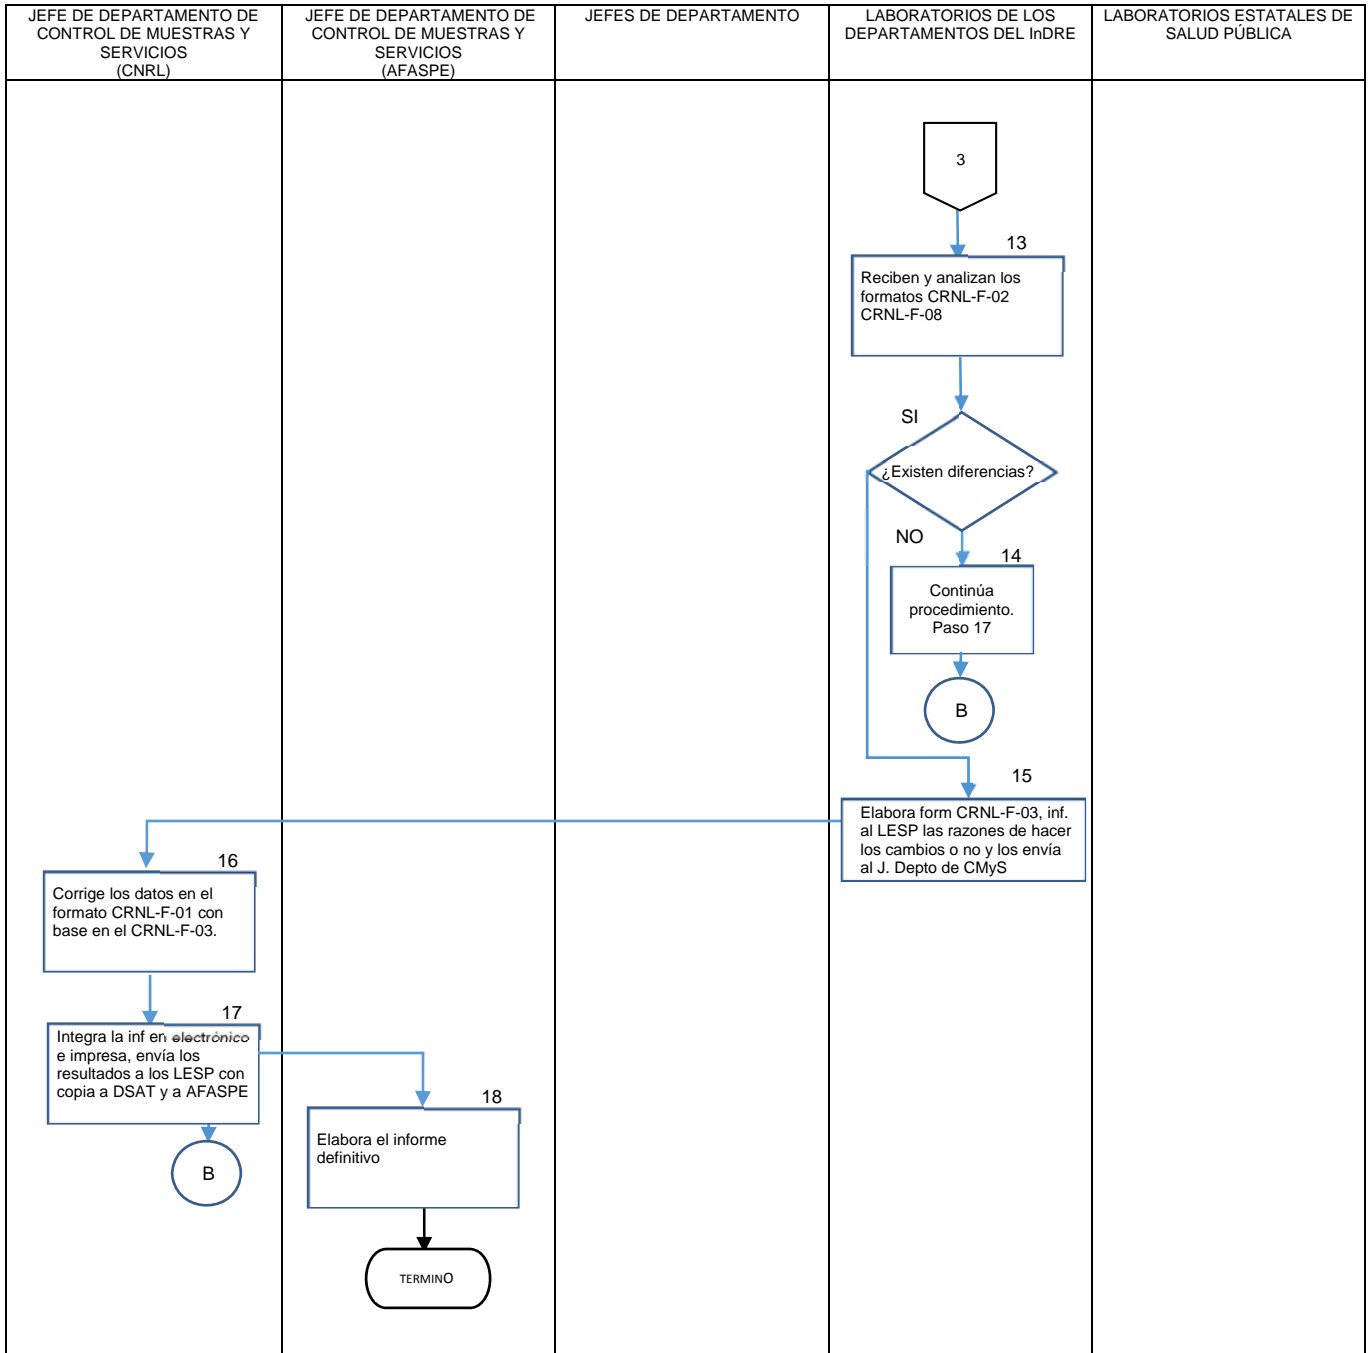 JEFE DE DEPARTAMENTO DE
CONTROL DE MUESTRAS Y
SERVICIOS
(CNRL)
JEFE DE DEPARTAMENTO DE
CONTROL DE MUESTRAS Y
SERVICIOS
(AFASPE)
JEFES DE DEPARTAMENTO
LABORATORIOS DE LOS
DEPARTAMENTOS DEL InDRE
LABORATORIOS ESTATALES DE
SALUD PÚBLICA
3
13
Reciben y analizan los
formatos CRNL-F-02
CRNL-F-08
SI
¿Existen diferencias?
NO
14
Continúa
procedimiento.
Paso 17
B
15
Elabora form CRNL-F-03, inf.
al LESP las razones de hacer
los cambios o no y los envía
al J. Depto de CMyS
16
Corrige los datos en el
formato CRNL-F-01 con
base en el CRNL-F-03.
17
Integra la inf en electrónico
e impresa, envía los
resultados a los LESP con
copia a DSAT y a AFASPE
B
18
Elabora el informe
definitivo
TERMINO